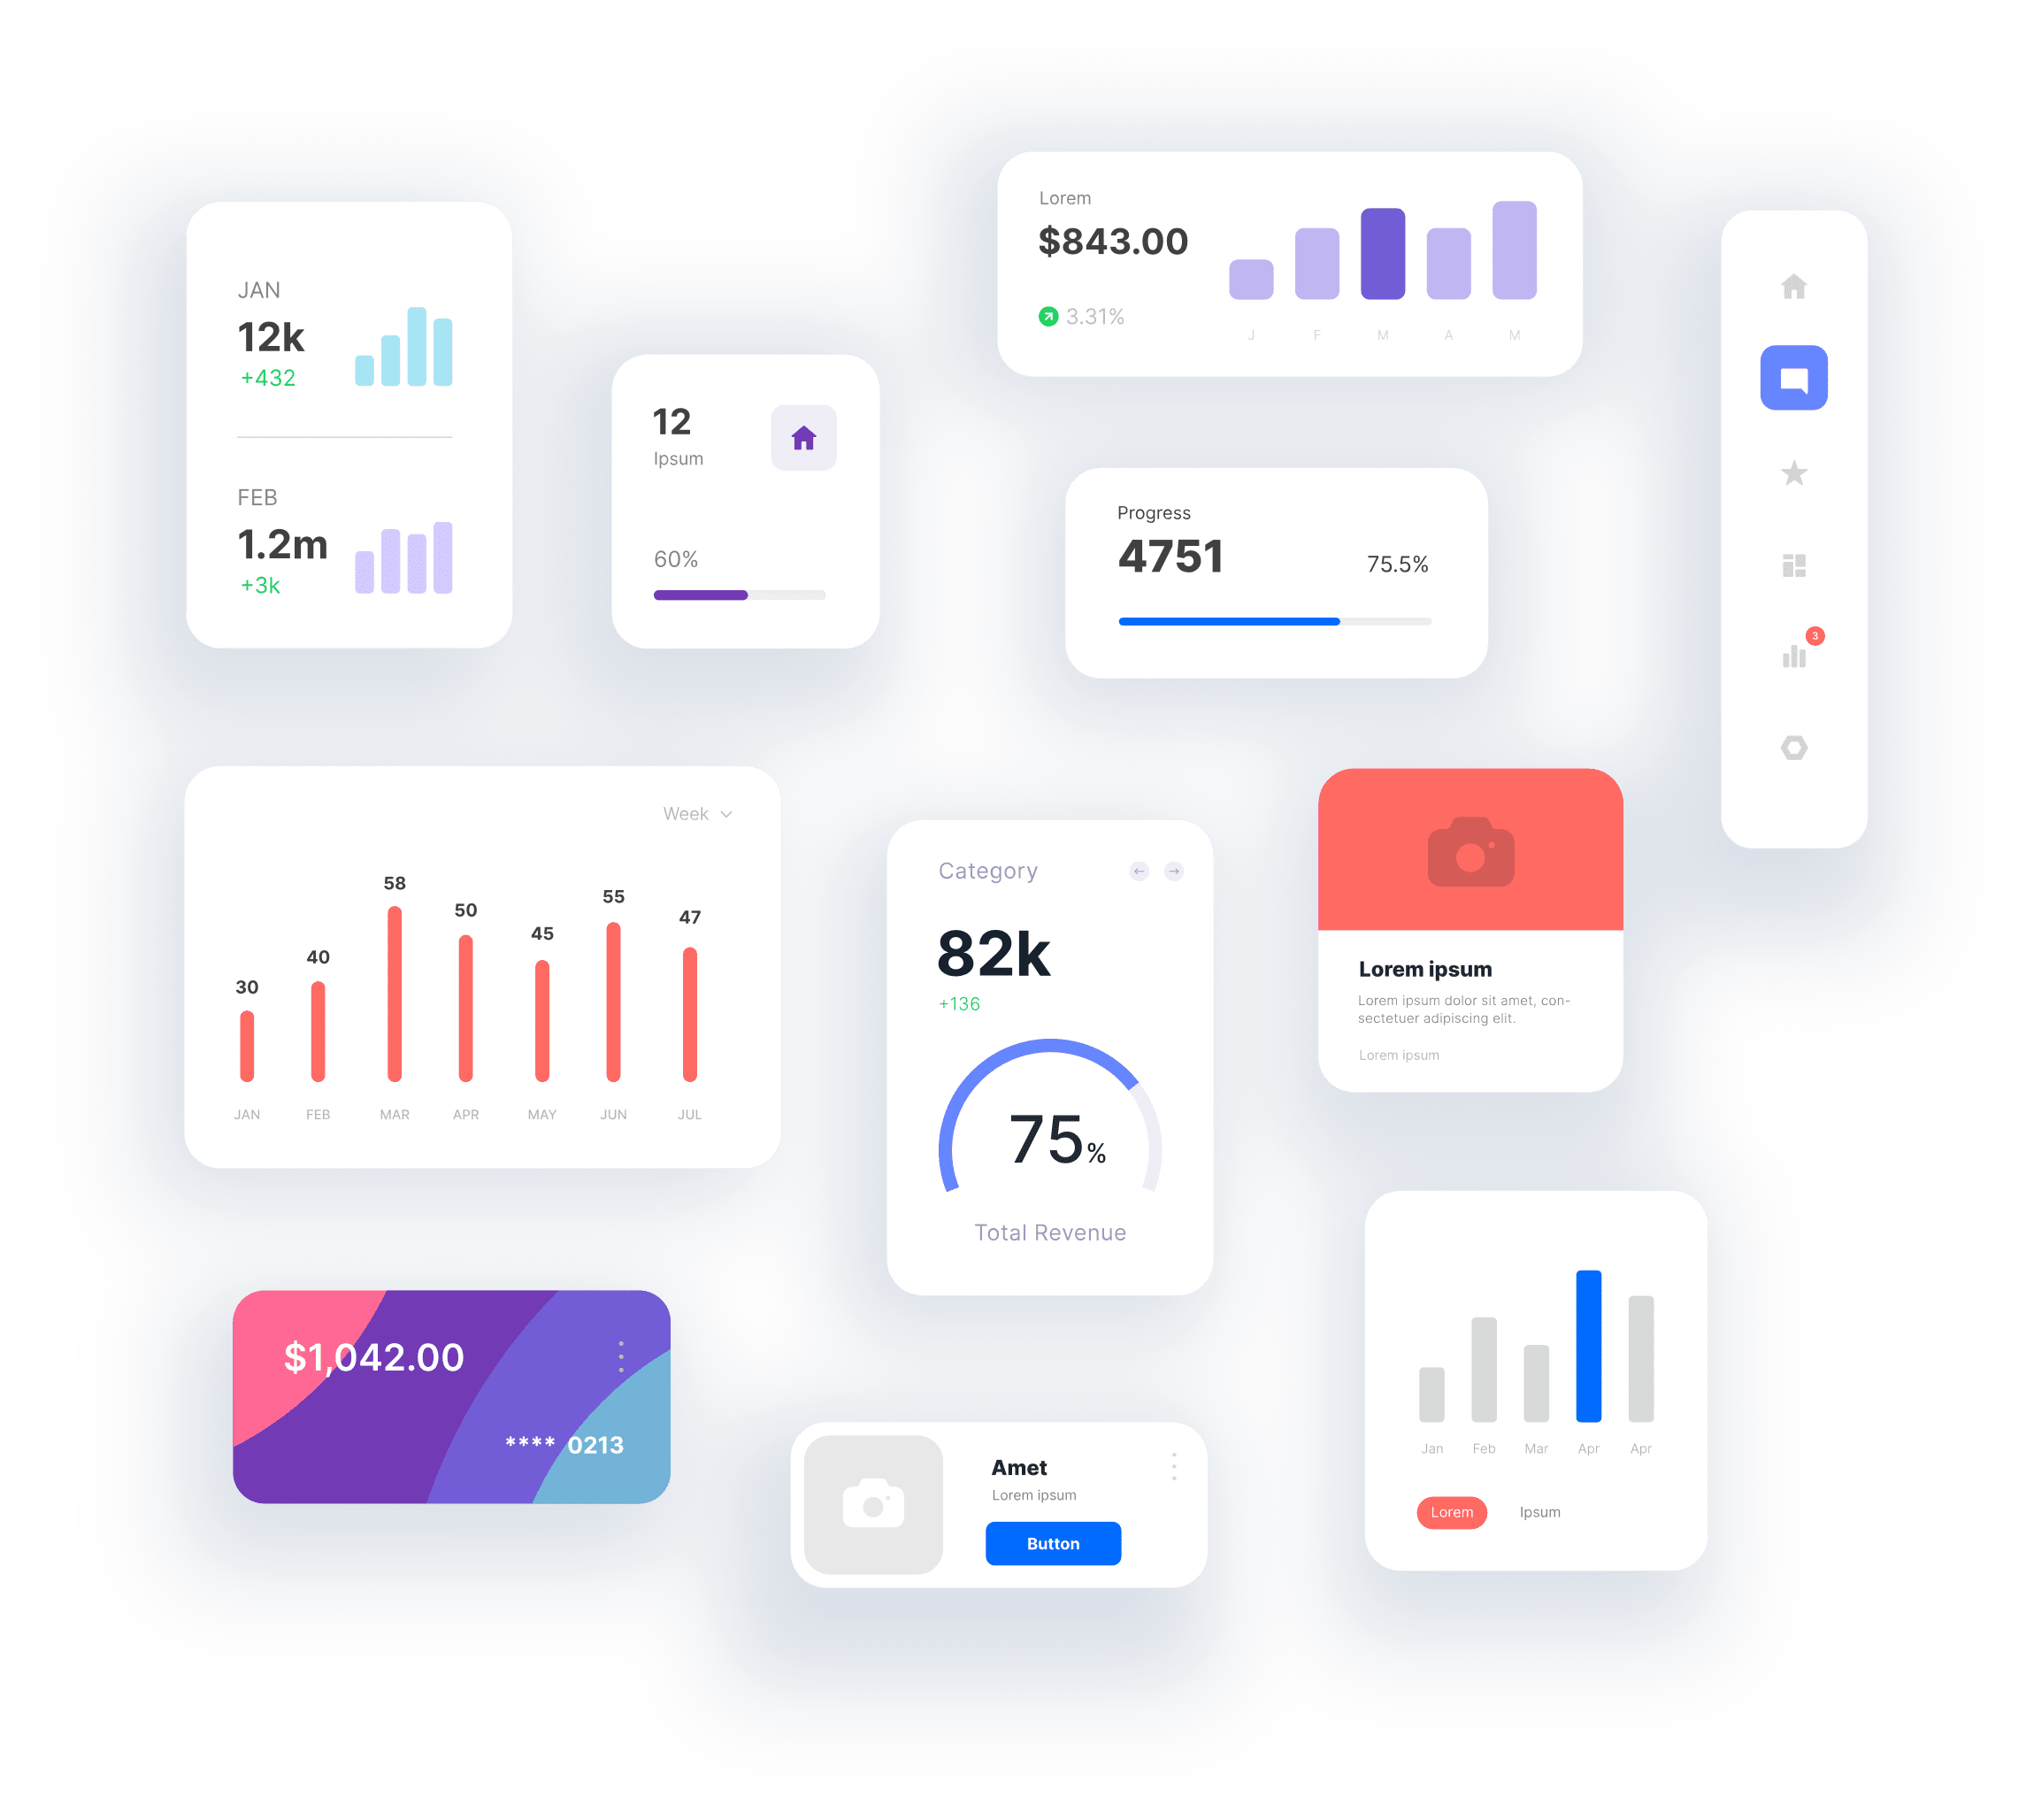 JAN
12k
+432
FEB
1.2m
+3k
12
Ipsum
60%
Lorem
$843.00
3.31%
J F M A M
Progress
4751
75.5%
3
Week
30 40 58 50 45 55 47
JAN FEB MAR APR MAY JUN JUL
Category
82k
+136
75%
Total Revenue
Lorem ipsum
Lorem ipsum dolor sit amet, con-
sectetuer adipiscing elit.
Lorem ipsum
$1,042.00
**** 0213
Amet
Lorem ipsum
Button
Jan Feb Mar Apr Apr
Lorem Ipsum